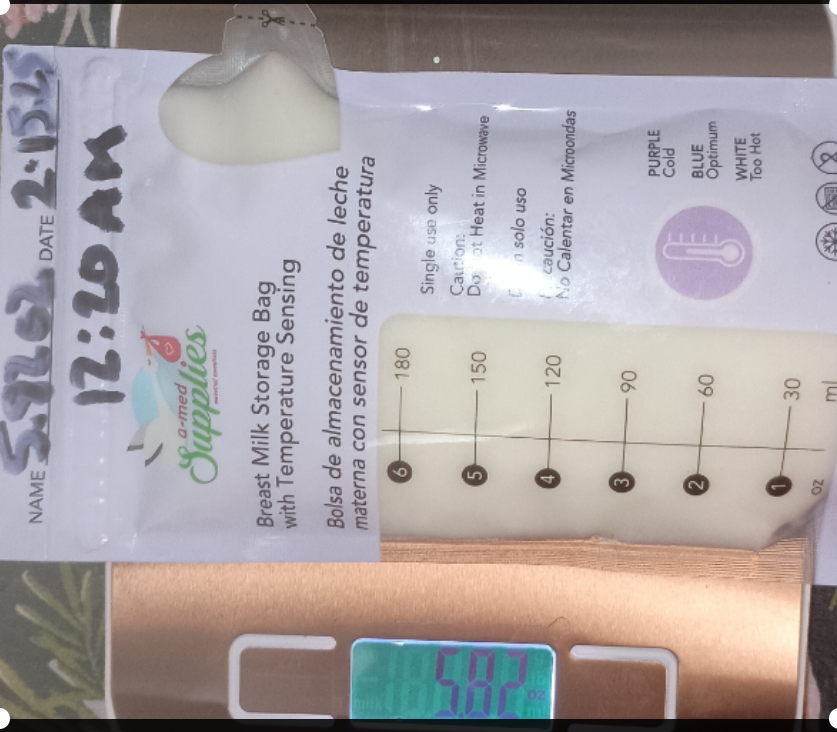 NAME 5.82 oz DATE 2·15·25
12:20 AM
a-med
Supplies
Breast Milk Storage Bag
with Temperature Sensing
Bolsa de almacenamiento de leche
materna con sensor de temperatura
Single use only
Caution:
Do Not Heat in Microwave
solo uso
caución:
No Calentar en Microondas
PURPLE
Cold
BLUE
Optimum
WHITE
Too Hot
6 180
5 150
4 120
3 90
2 60
1 30
oz ml
5.82 oz
milk